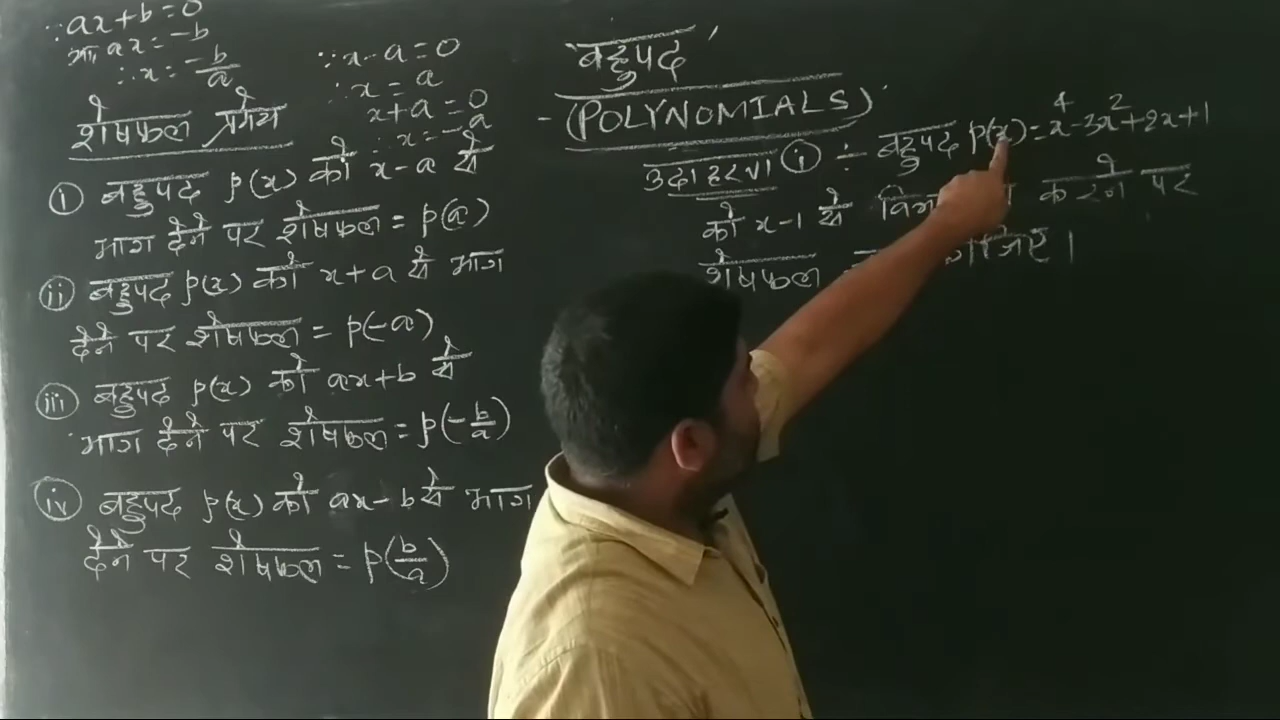 ∵ ax+b=0
या, ax=-b
∴ x=-b/a
∵ x-a=0
∴ x=a
x+a=0
∴ x=-a
शेषफल प्रमेय
(i) बहुपद p(x) को x-a से
भाग देने पर शेषफल = p(a)
(ii) बहुपद p(x) को x+a से भाग
देने पर शेषफल = p(-a)
(iii) बहुपद p(x) को ax+b से
भाग देने पर शेषफल = p(-b/a)
(iv) बहुपद p(x) को ax-b से भाग
देने पर शेषफल = p(b/a)
'बहुपद'
- (POLYNOMIALS)
उदाहरण (i) ÷ बहुपद p(x)=x⁴-3x²+2x+1
को x-1 से करने पर
शेषफल